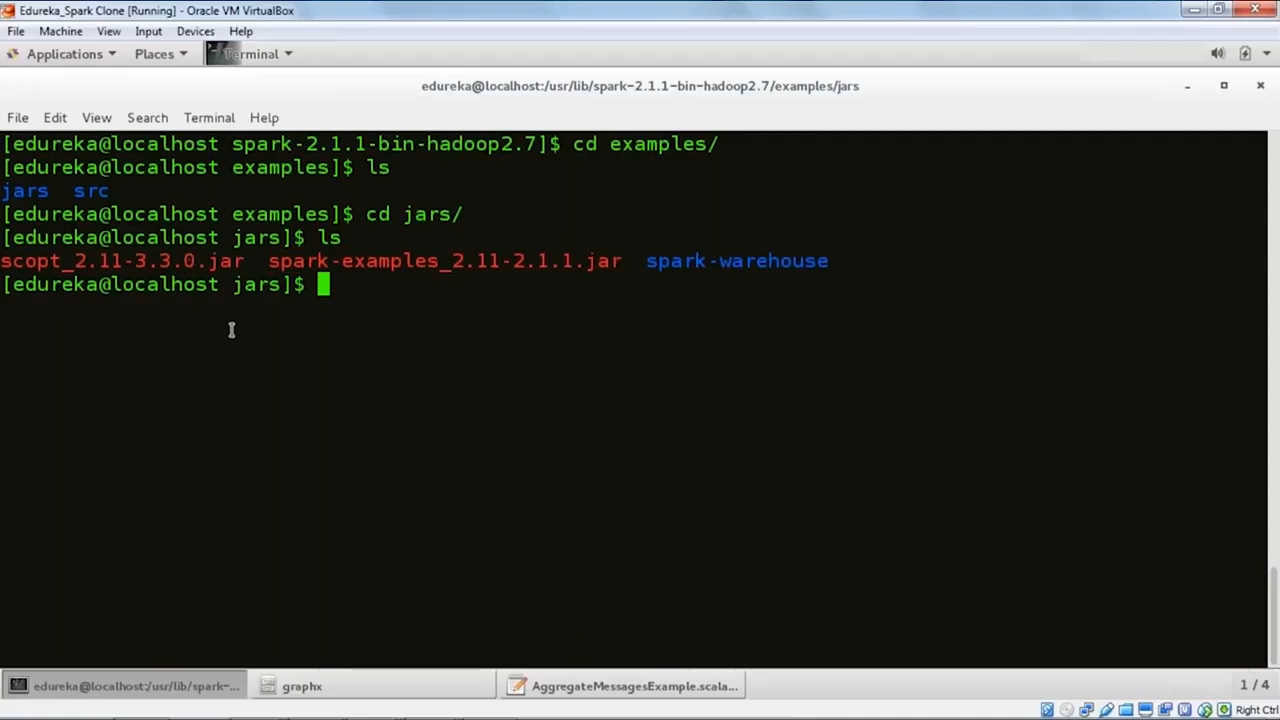 Edureka_Spark Clone [Running] - Oracle VM VirtualBox
File Machine View Input Devices Help
Applications Places Terminal
edureka@localhost:/usr/lib/spark-2.1.1-bin-hadoop2.7/examples/jars
File Edit View Search Terminal Help
[edureka@localhost spark-2.1.1-bin-hadoop2.7]$ cd examples/
[edureka@localhost examples]$ ls
jars src
[edureka@localhost examples]$ cd jars/
[edureka@localhost jars]$ ls
scopt_2.11-3.3.0.jar spark-examples_2.11-2.1.1.jar spark-warehouse
[edureka@localhost jars]$
edureka@localhost:/usr/lib/spark-... graphx AggregateMessagesExample.scala... 1 / 4
Right Ctrl